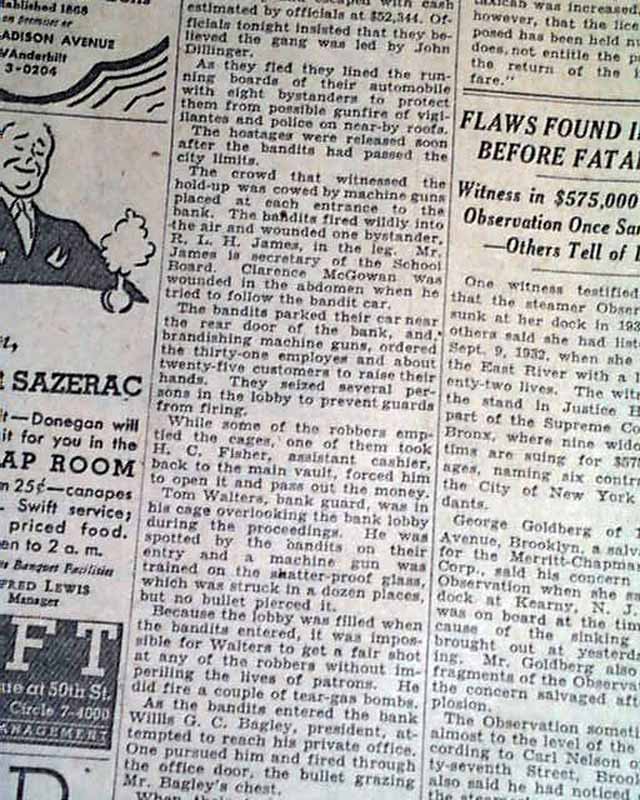 Established 1868
MADISON AVENUE
VAnderbilt
3-0204
SAZERAC
it—Donegan will
it for you in the
TAP ROOM
m 25¢—canapes
Swift service;
priced food.
en to 2 a. m.
Banquet Facilities
FRED LEWIS
Manager
FT
ue at 50th St.
Circle 7-4000
MANAGEMENT
escaped with cash
estimated by officials at $52,344. Of-
ficials tonight insisted that they be-
lieved the gang was led by John
Dillinger.
As they fled they lined the run-
ning boards of their automobile
with eight bystanders to protect
them from possible gunfire of vigi-
lantes and police on near-by roofs.
The hostages were released soon
after the bandits had passed the
city limits.
The crowd that witnessed the
hold-up was cowed by machine guns
placed at each entrance to the
bank. The bandits fired wildly into
the air and wounded one bystander,
R. L. H. James, in the leg. Mr.
James is secretary of the School
Board. Clarence McGowan was
wounded in the abdomen when he
tried to follow the bandit car.
The bandits parked their car near
the rear door of the bank, and,
brandishing machine guns, ordered
the thirty-one employes and about
twenty-five customers to raise their
hands. They seized several per-
sons in the lobby to prevent guards
from firing.
While some of the robbers emp-
tied the cages, one of them took
H. C. Fisher, assistant cashier,
back to the main vault, forced him
to open it and pass out the money.
Tom Walters, bank guard, was in
his cage overlooking the bank lobby
during the proceedings. He was
spotted by the bandits on their
entry and a machine gun was
trained on the shatter-proof glass,
which was struck in a dozen places,
but no bullet pierced it.
Because the lobby was filled when
the bandits entered, it was impos-
sible for Walters to get a fair shot
at any of the robbers without im-
periling the lives of patrons. He
did fire a couple of tear-gas bombs.
As the bandits entered the bank
Willis G. C. Bagley, president, at-
tempted to reach his private office.
One pursued him and fired through
the office door, the bullet grazing
Mr. Bagley's chest.
taxicab was increased
however, that the lice
posed has been held n
does not entitle the p
the return of the
fare."
FLAWS FOUND I
BEFORE FATA
Witness in $575,000
Observation Once Sa
—Others Tell of
One witness testified
that the steamer Obser
sunk at her dock in 193
others said she had list
Sept. 9, 1932, when she
the East River with a l
enty-two lives. The wit
the stand in Justice
part of the Supreme Co
Bronx, where nine wido
tims are suing for $57
ages, naming six contr
the City of New York
dants.
George Goldberg of 1
Avenue, Brooklyn, a salv
for the Merritt-Chapman
Corp., said his concern
Observation when she sa
dock at Kearny, N. J.
was on board at the tim
cause of the sinking
brought out at yesterd
ing. Mr. Goldberg also
fragments of the Observa
the concern salvaged aft
plosion.
The Observation someti
almost to the level of the
cording to Carl Nelson o
ty-seventh Street, Brook
also said he had noticed